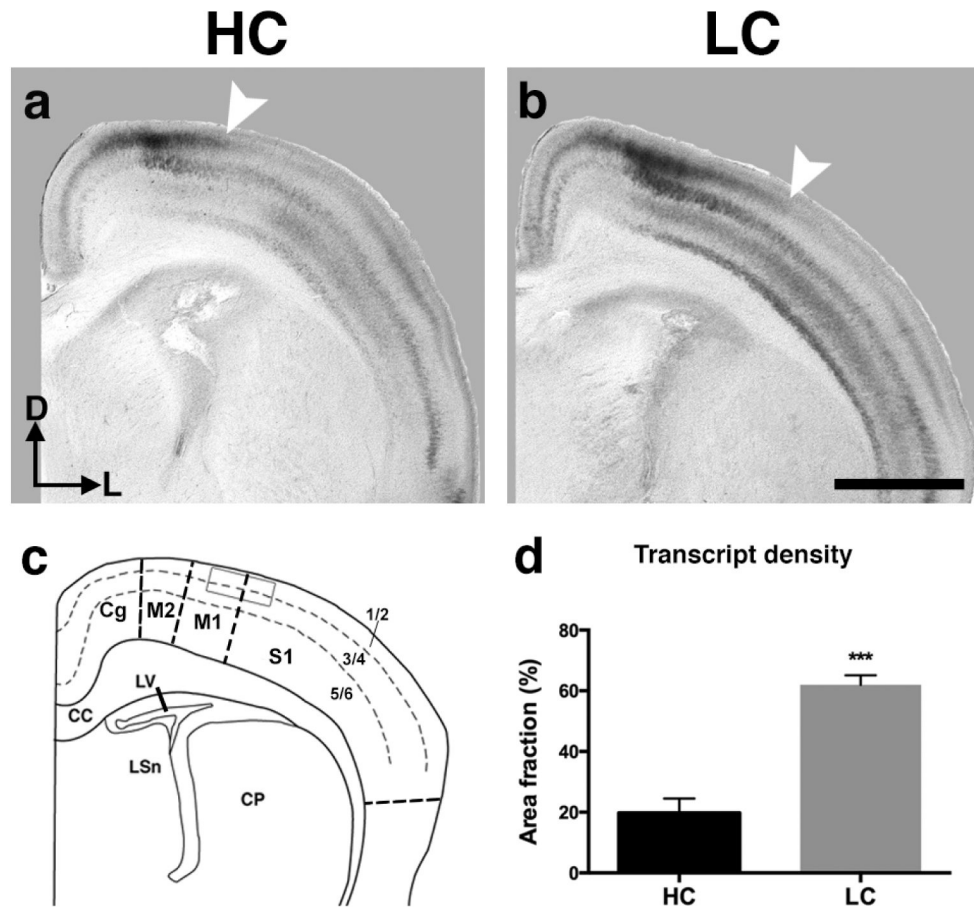 HC LC
a b
D
L
c
Cg M2 M1
S1
1/2
3/4
5/6
LV
CC
LSn
CP
d Transcript density
Area fraction (%)
80
60
40
20
0
***
HC LC